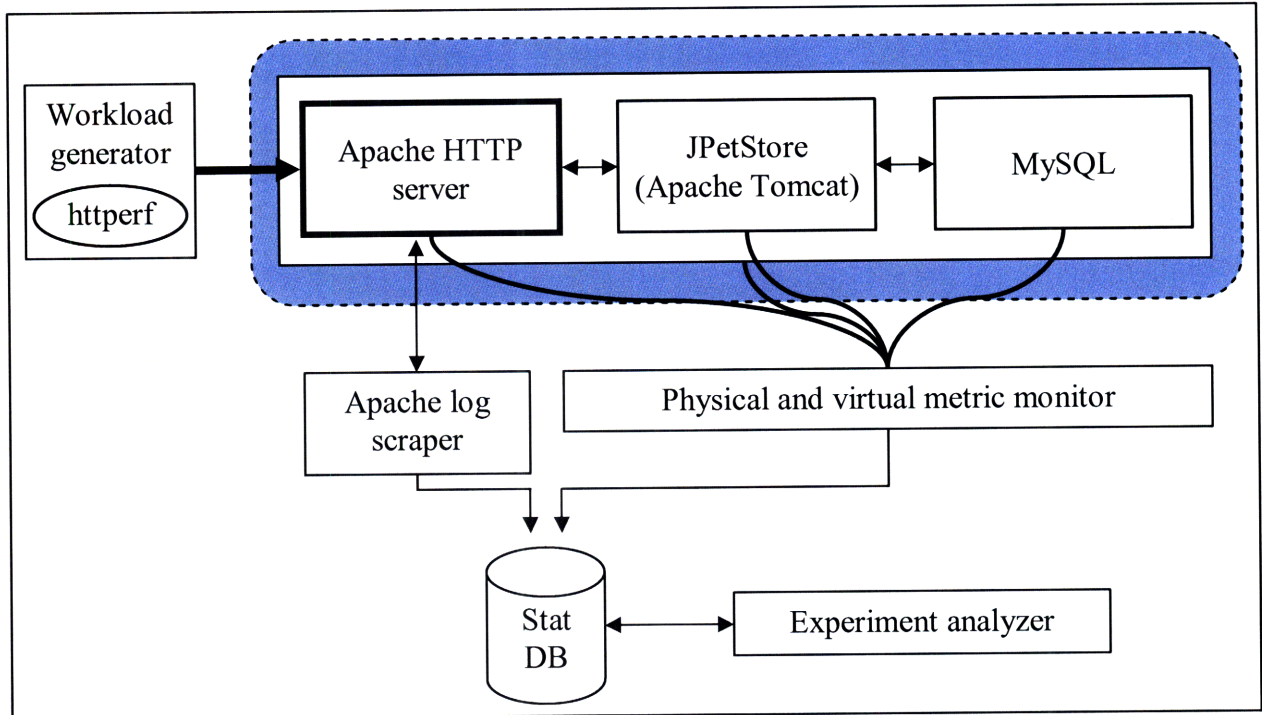 Workload
generator
httperf
Apache HTTP
server
JPetStore
(Apache Tomcat)
MySQL
Apache log
scraper
Physical and virtual metric monitor
Stat
DB
Experiment analyzer